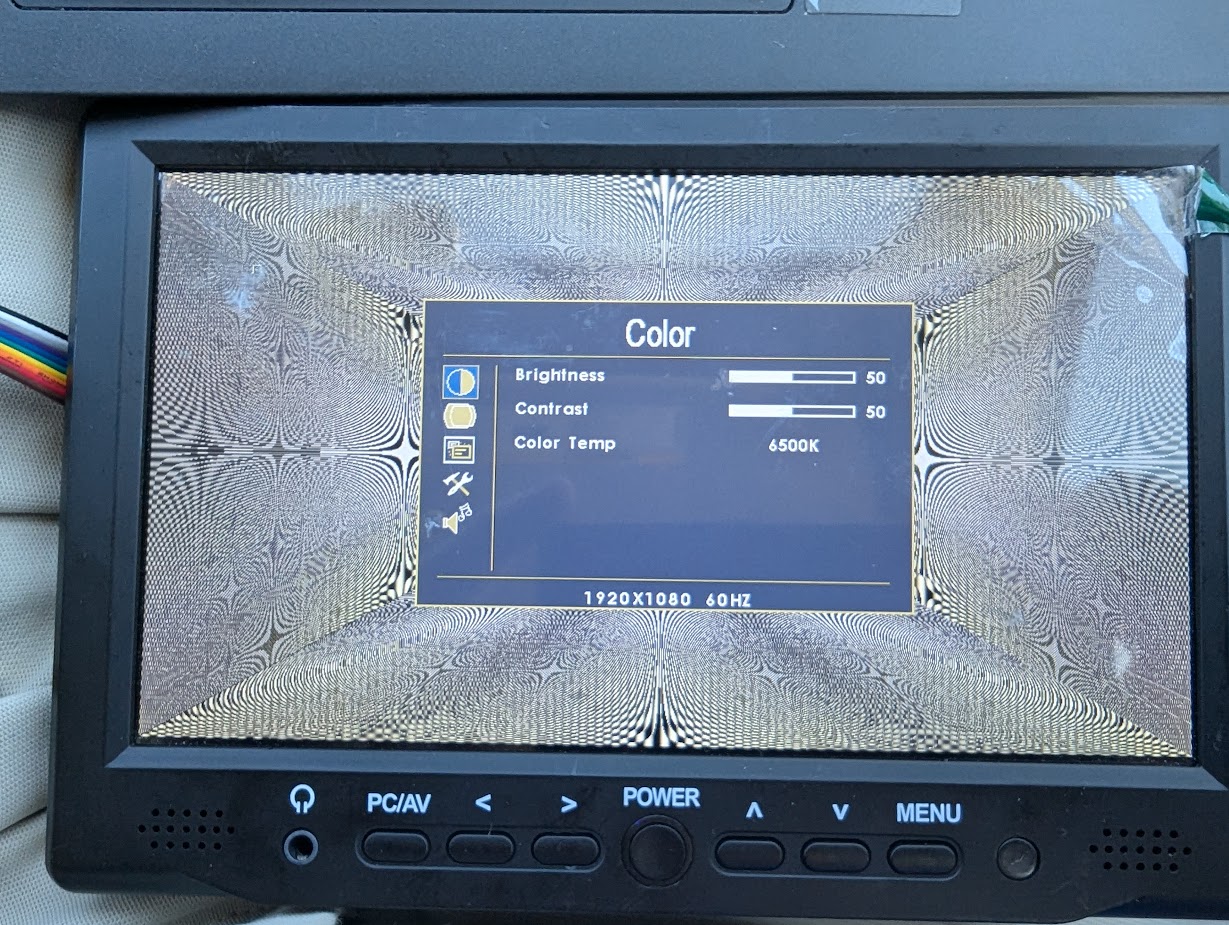 Color
Brightness 50
Contrast 50
Color Temp 6500K
1920X1080 60HZ
PC/AV < > POWER ∧ ∨ MENU